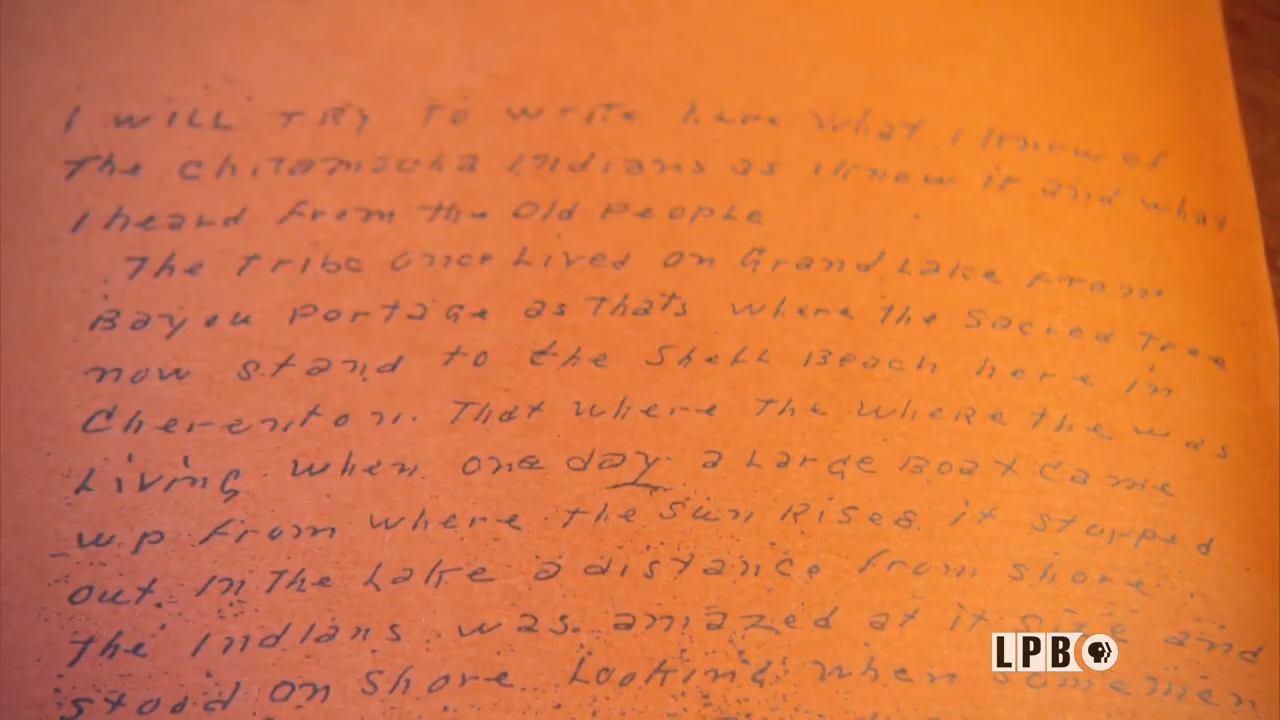 I WILL TRY To write here what I know of
The chitamacha Indians as I know it and what
I heard from the Old People
The tribe once Lived on Grand Lake From
Bayou Portage as Thats where the Sacred Tree
now stand to the Shell Beach here in
Cherenton. That where The where the was
Living when one day a Large Boat came
up from where the Sun Rises. it stopped
out. In The Lake a distance from shore.
The Indians was. amazed at it size and
stood on shore Looking when some men
LPB